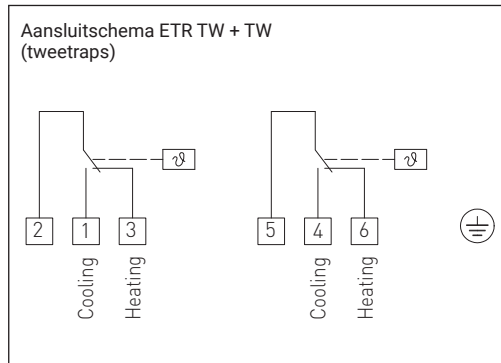 Aansluitschema ETR TW + TW
(tweetraps)
ϑ
ϑ
2 1 3
5 4 6
Cooling
Heating
Cooling
Heating